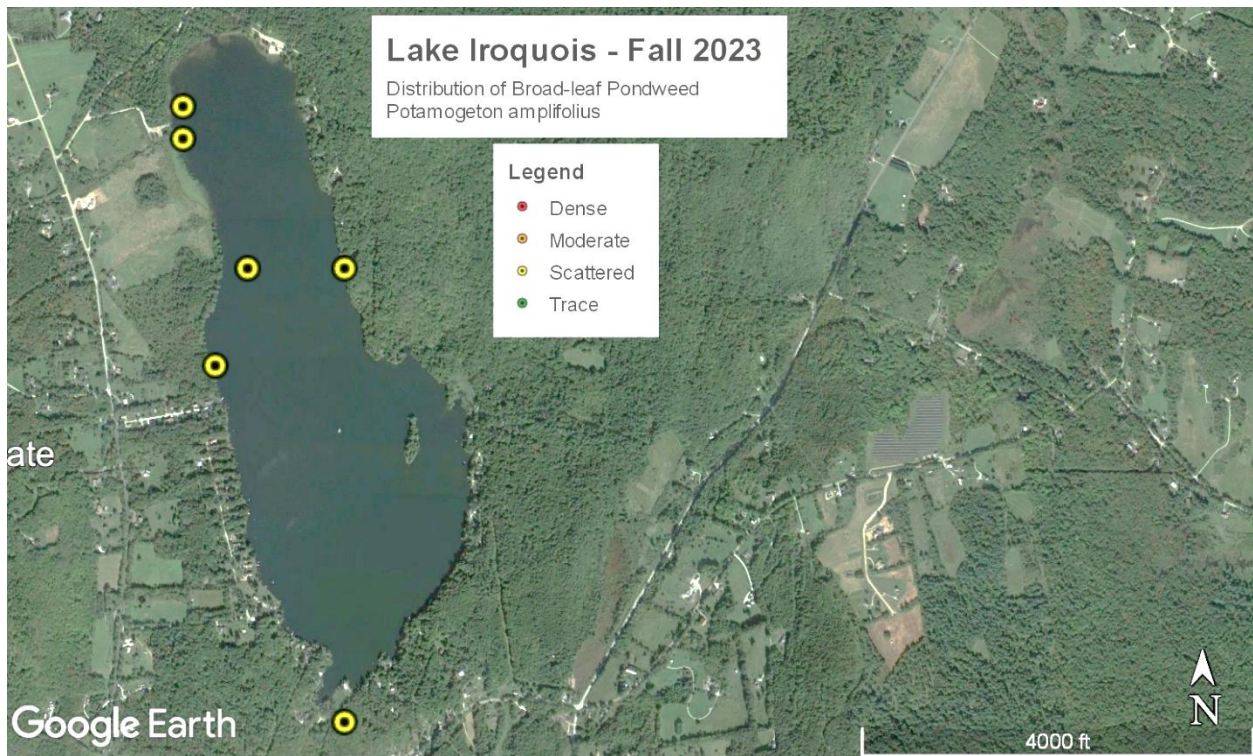 Lake Iroquois - Fall 2023
Distribution of Broad-leaf Pondweed
Potamogeton amplifolius
Legend
Dense
Moderate
Scattered
Trace
ate
Google Earth
N
4000 ft